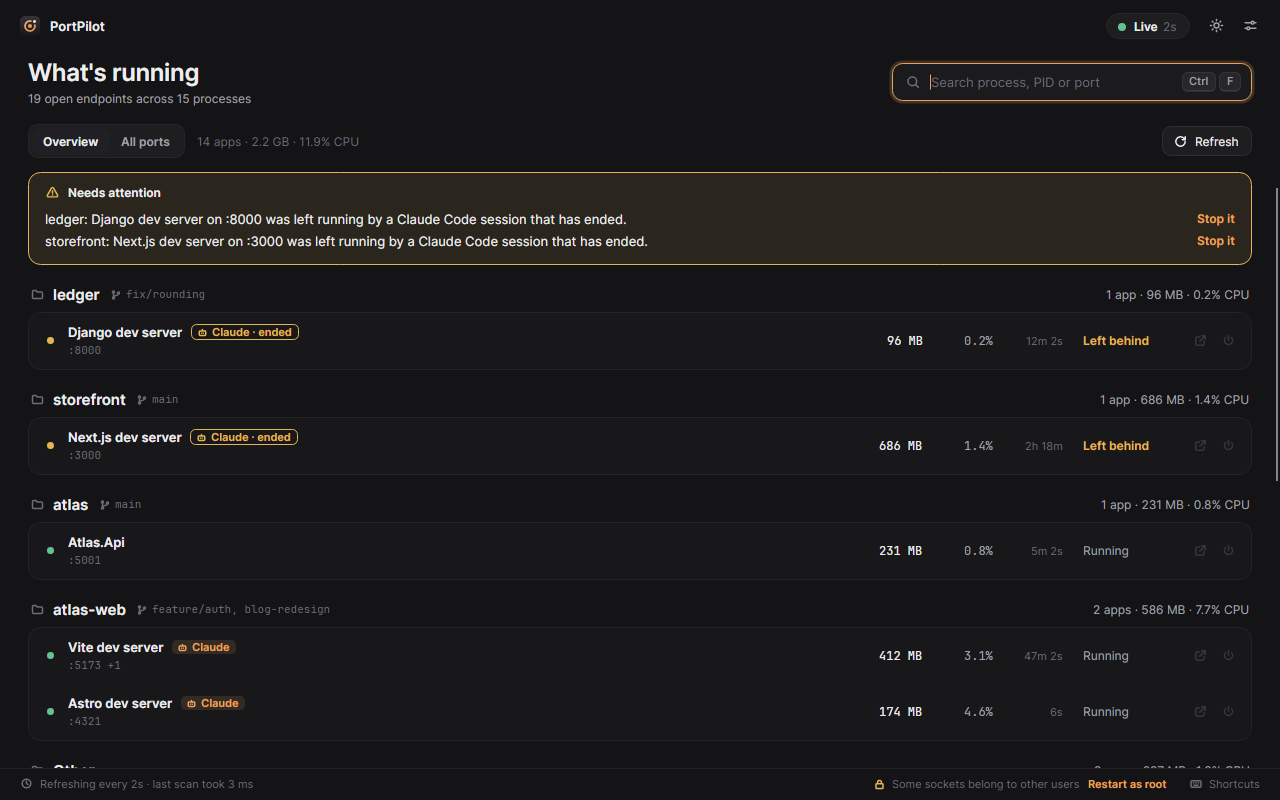 PortPilot
Live 2s
What's running
19 open endpoints across 15 processes
Search process, PID or port
Ctrl F
Overview All ports 14 apps · 2.2 GB · 11.9% CPU
Refresh
Needs attention
ledger: Django dev server on :8000 was left running by a Claude Code session that has ended. Stop it
storefront: Next.js dev server on :3000 was left running by a Claude Code session that has ended. Stop it
ledger fix/rounding 1 app · 96 MB · 0.2% CPU
Django dev server Claude · ended 96 MB 0.2% 12m 2s Left behind
:8000
storefront main 1 app · 686 MB · 1.4% CPU
Next.js dev server Claude · ended 686 MB 1.4% 2h 18m Left behind
:3000
atlas main 1 app · 231 MB · 0.8% CPU
Atlas.Api 231 MB 0.8% 5m 2s Running
:5001
atlas-web feature/auth, blog-redesign 2 apps · 586 MB · 7.7% CPU
Vite dev server Claude 412 MB 3.1% 47m 2s Running
:5173 +1
Astro dev server Claude 174 MB 4.6% 6s Running
:4321
Refreshing every 2s · last scan took 3 ms
Some sockets belong to other users Restart as root Shortcuts